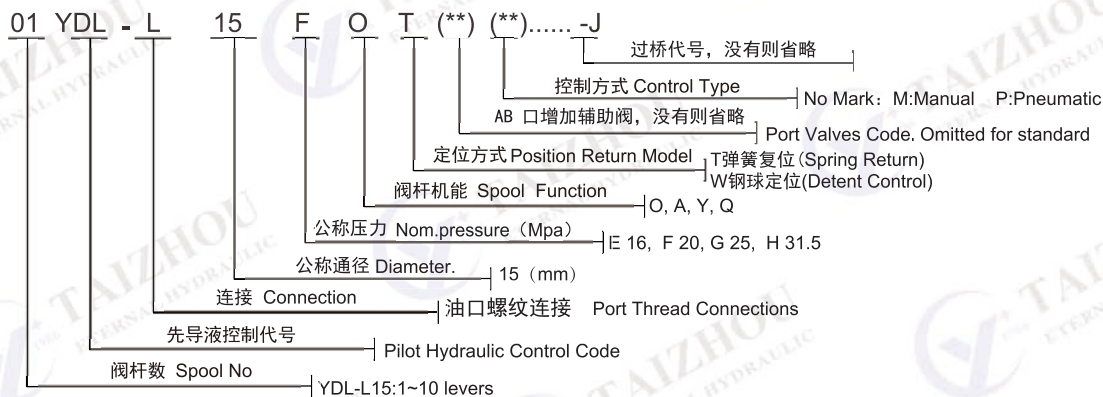 01 YDL - L 15 F O T (**) (**)...... -J
过桥代号，没有则省略
控制方式 Control Type
No Mark：M:Manual P:Pneumatic
AB 口增加辅助阀，没有则省略
Port Valves Code. Omitted for standard
定位方式 Position Return Model
T弹簧复位(Spring Return)
W钢球定位(Detent Control)
阀杆机能 Spool Function
O, A, Y, Q
公称压力 Nom.pressure（Mpa）
E 16, F 20, G 25, H 31.5
公称通径 Diameter.
15（mm）
连接 Connection
油口螺纹连接 Port Thread Connections
先导液控制代号
Pilot Hydraulic Control Code
阀杆数 Spool No
YDL-L15:1~10 levers
TAIZHOU
ETERNAL HYDRAULIC